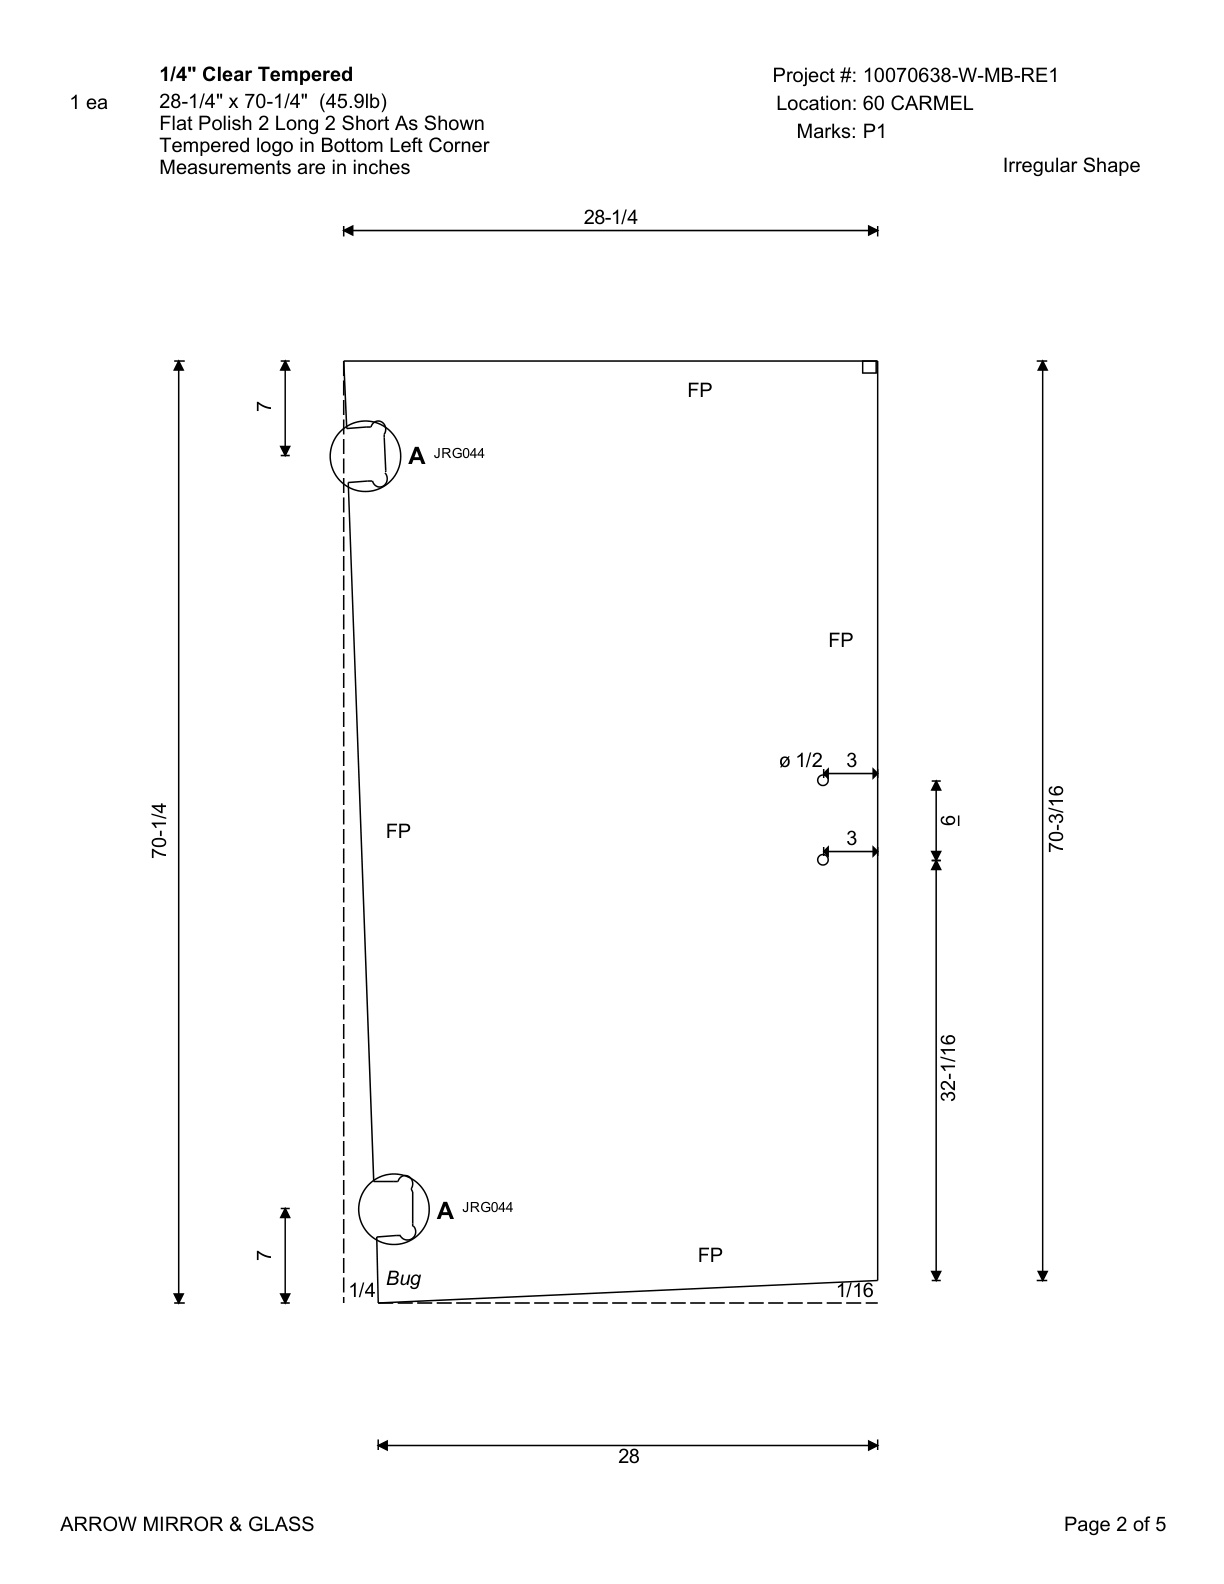 1/4" Clear Tempered
Project #: 10070638-W-MB-RE1
1 ea
28-1/4" x 70-1/4" (45.9lb)
Location: 60 CARMEL
Flat Polish 2 Long 2 Short As Shown
Marks: P1
Tempered logo in Bottom Left Corner
Measurements are in inches
Irregular Shape
28-1/4
FP
7
A JRG044
FP
ø 1/2
3
6
70-1/4
FP
70-3/16
3
32-1/16
A JRG044
7
FP
Bug
1/4
1/16
28
ARROW MIRROR & GLASS
Page 2 of 5